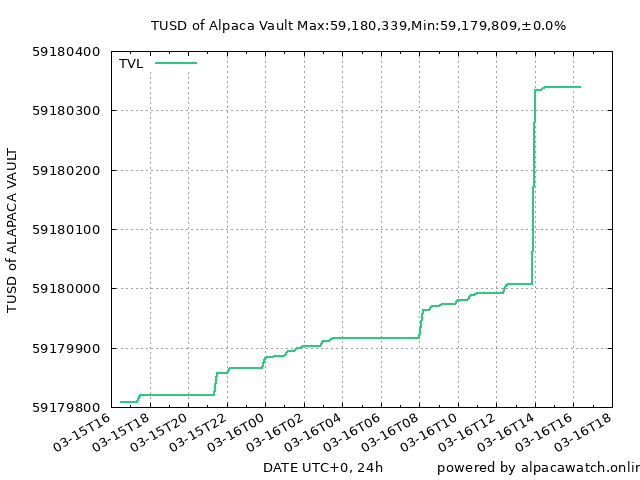 TUSD of Alpaca Vault Max:59,180,339,Min:59,179,809,±0.0%
TVL
59180400
59180300
59180200
59180100
59180000
59179900
59179800
TUSD of ALAPACA VAULT
03-15T16
03-15T18
03-15T20
03-15T22
03-16T00
03-16T02
03-16T04
03-16T06
03-16T08
03-16T10
03-16T12
03-16T14
03-16T16
03-16T18
DATE UTC+0, 24h
powered by alpacawatch.onlin